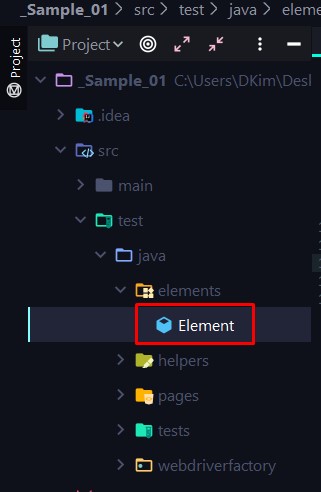 _Sample_01 > src > test > java > eleme
Project
Project
_Sample_01 C:\Users\DKim\Desl
.idea
src
main
test
java
elements
Element
helpers
pages
tests
webdriverfactory